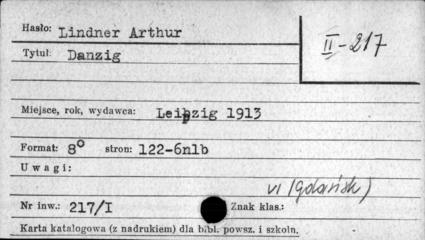 Hasło: Lindner Arthur
II-217
Tytuł: Danzig
Miejsce, rok, wydawca: Leipzig 1913
Format: 8° stron: 122-6nlb
Uwagi:
VI (Gdańsk)
Nr inw.: 217/I Znak klas.:
Karta katalogowa (z nadrukiem) dla bibl. powsz. i szkoln.